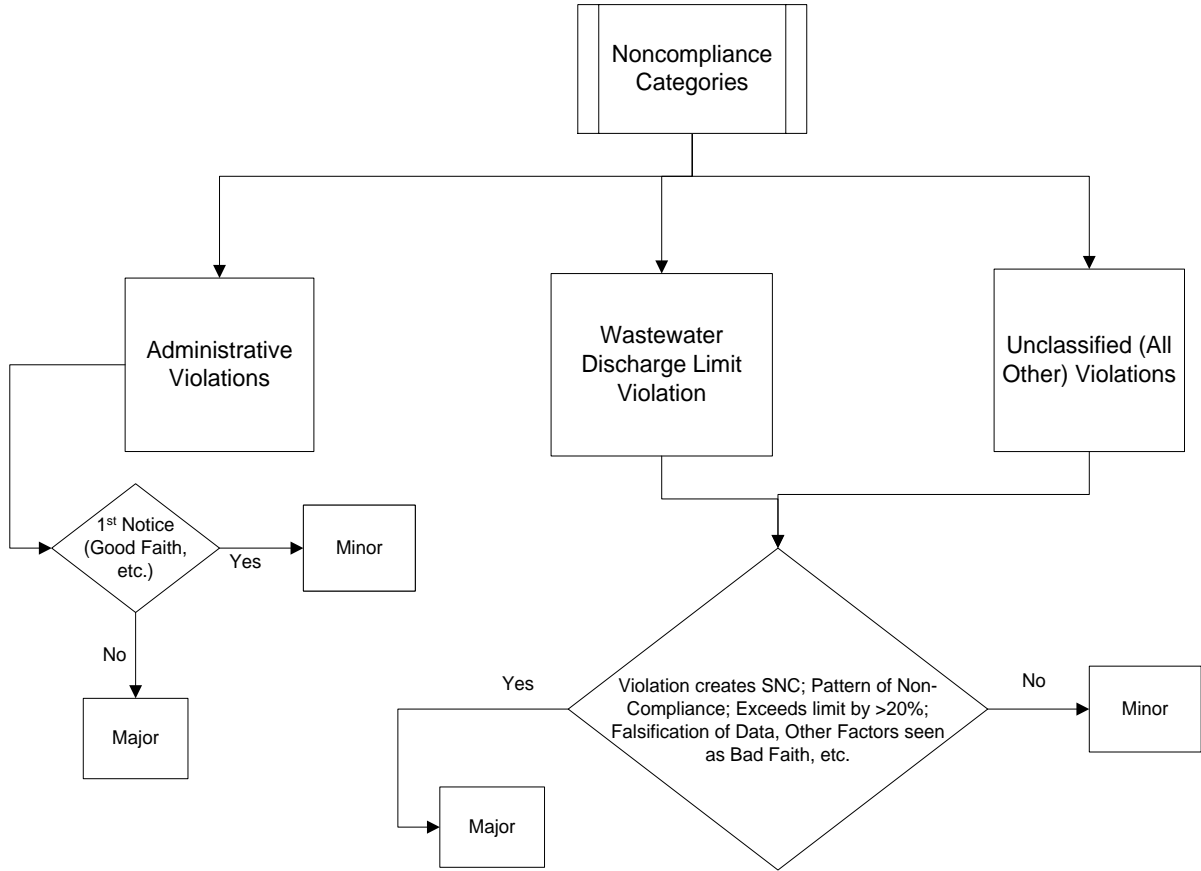 Noncompliance
Categories
Administrative
Violations
Wastewater
Discharge Limit
Violation
Unclassified (All
Other) Violations
1st Notice
(Good Faith,
etc.)
Yes
Minor
No
Major
Violation creates SNC; Pattern of Non-
Compliance; Exceeds limit by >20%;
Falsification of Data, Other Factors seen
as Bad Faith, etc.
Yes
Major
No
Minor